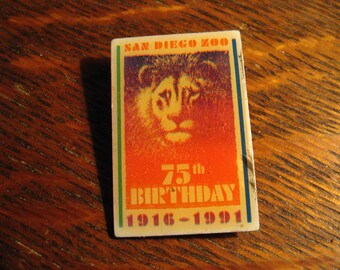 SAN DIEGO ZOO
75th
BIRTHDAY
1916-1991